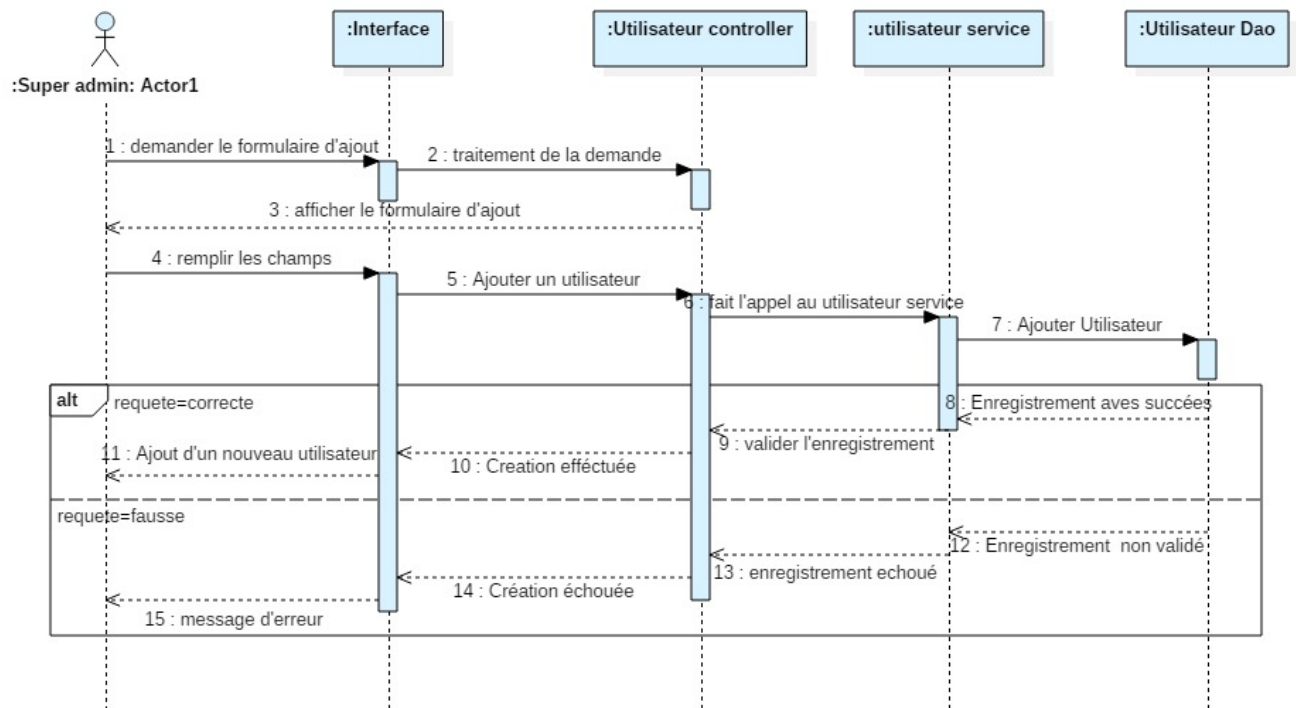 :Interface
:Utilisateur controller
:utilisateur service
:Utilisateur Dao
:Super admin: Actor1
1 : demander le formulaire d'ajout
2 : traitement de la demande
3 : afficher le formulaire d'ajout
4 : remplir les champs
5 : Ajouter un utilisateur
6 : fait l'appel au utilisateur service
7 : Ajouter Utilisateur
alt
requete=correcte
8 : Enregistrement aves succées
9 : valider l'enregistrement
10 : Creation efféctuée
11 : Ajout d'un nouveau utilisateur
requete=fausse
12 : Enregistrement  non validé
13 : enregistrement echoué
14 : Création échouée
15 : message d'erreur